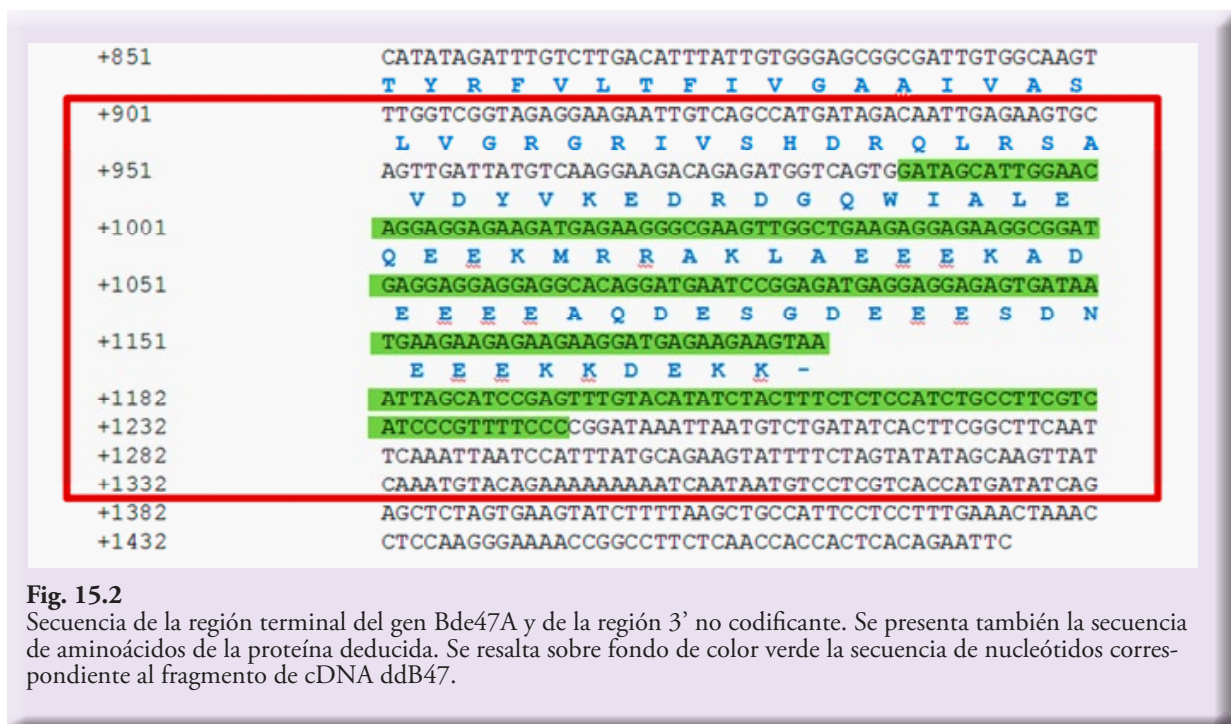 +851 CATATAGATTTGTCTTGACATTTATTGTGGGAGCGGCGATTGTGGCAAGT
T Y R F V L T F I V G A A I V A S
+901 TTGGTCGGTAGAGGAAGAATTGTCAGCCATGATAGACAATTGAGAAGTGC
L V G R G R I V S H D R Q L R S A
+951 AGTTGATTATGTCAAGGAAGACAGAGATGGTCAGTGGATAGCATTGGAAC
V D Y V K E D R D G Q W I A L E
+1001 AGGAGGAGAAGATGAGAAGGGCGAAGTTGGCTGAAGAGGAGAAGGCGGAT
Q E E K M R R A K L A E E E K A D
+1051 GAGGAGGAGGAGGCACAGGATGAATCCGGAGATGAGGAGGAGAGTGATAA
E E E E A Q D E S G D E E E S D N
+1151 TGAAGAAGAGAAGAAGGATGAGAAGAAGTAA
E E E K K D E K K -
+1182 ATTAGCATCCGAGTTTGTACATATCTACTTTCTCTCCATCTGCCTTCGTC
+1232 ATCCCGTTTTCCCCGGATAAATTAATGTCTGATATCACTTCGGCTTCAAT
+1282 TCAAATTAATCCATTTATGCAGAAGTATTTTCTAGTATATAGCAAGTTAT
+1332 CAAATGTACAGAAAAAAAAATCAATAATGTCCTCGTCACCATGATATCAG
+1382 AGCTCTAGTGAAGTATCTTTTAAGCTGCCATTCCTCCTTTGAAACTAAAC
+1432 CTCCAAGGGAAAACCGGCCTTCTCAACCACCACTCACAGAATTC
Fig. 15.2
Secuencia de la región terminal del gen Bde47A y de la región 3’ no codificante. Se presenta también la secuencia
de aminoácidos de la proteína deducida. Se resalta sobre fondo de color verde la secuencia de nucleótidos corres-
pondiente al fragmento de cDNA ddB47.